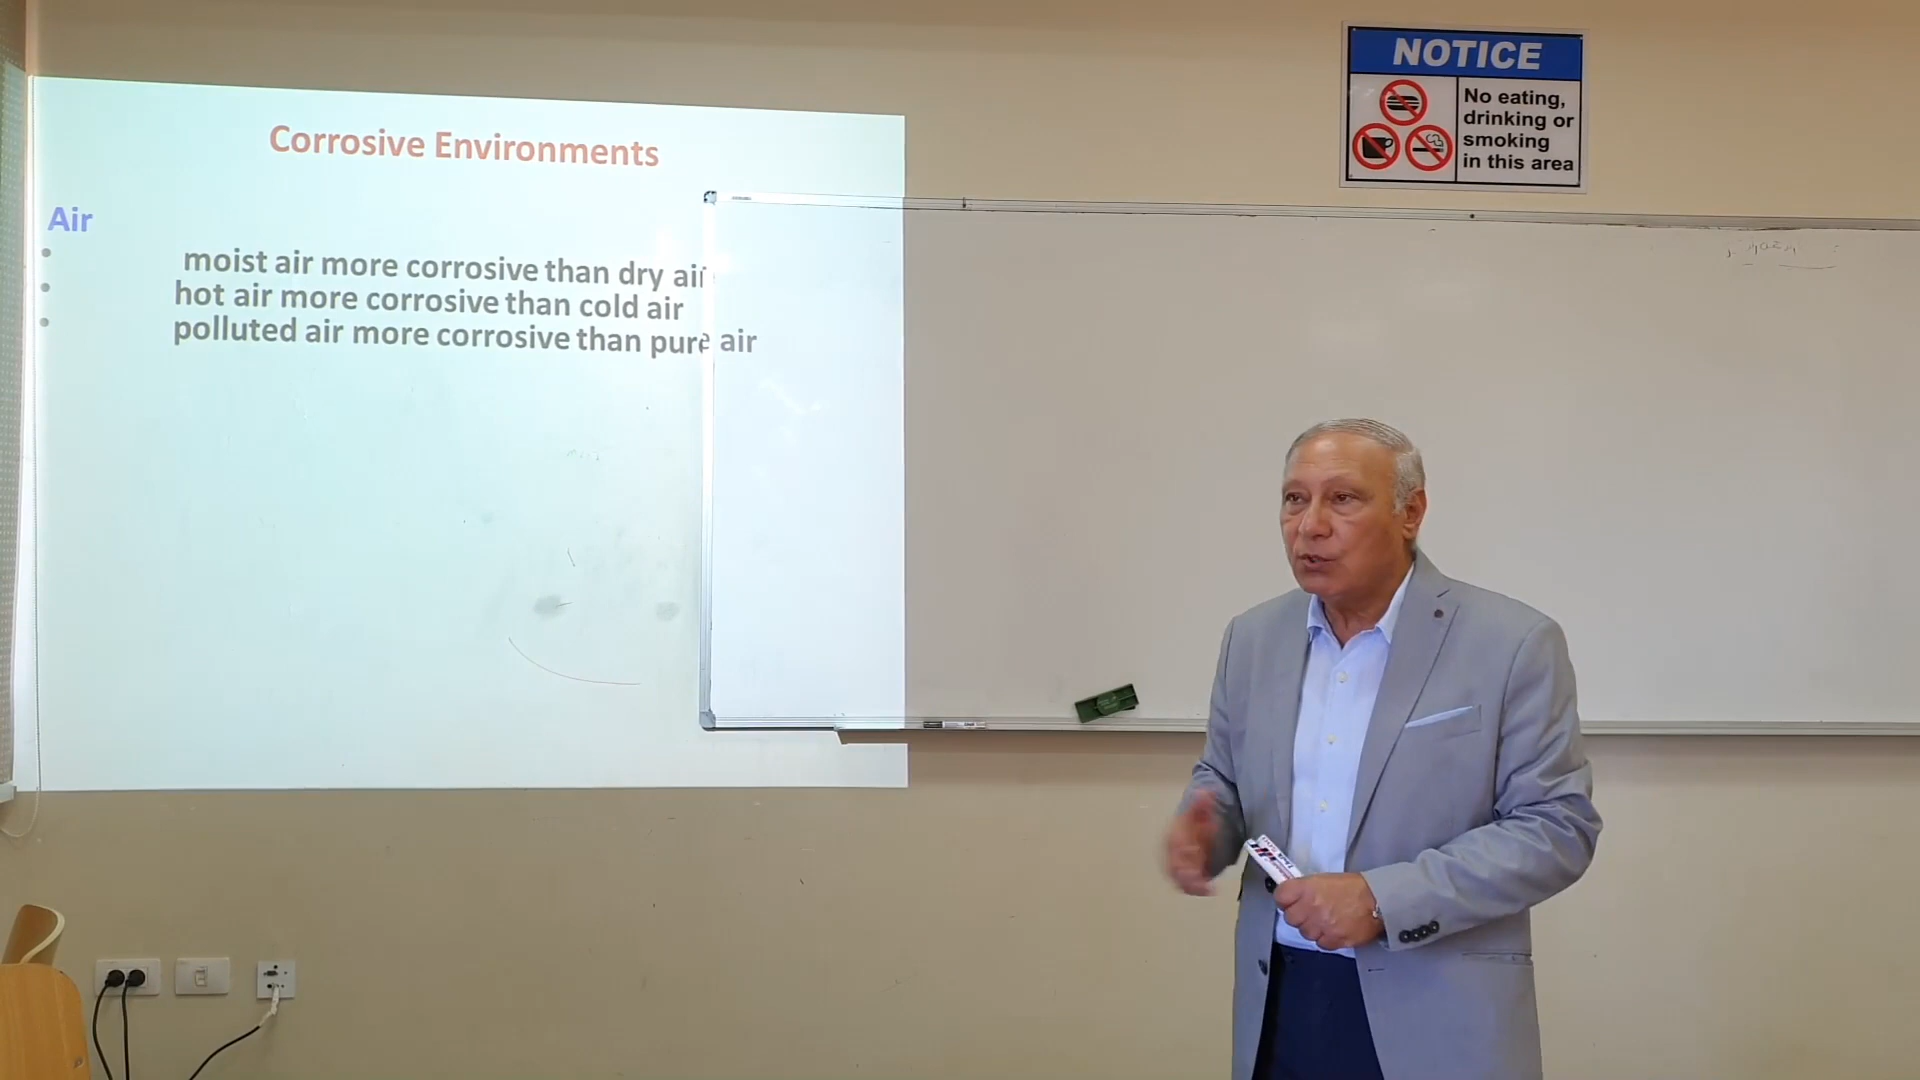 Corrosive Environments
Air
moist air more corrosive than dry air
hot air more corrosive than cold air
polluted air more corrosive than pure air
NOTICE
No eating,
drinking or
smoking
in this area